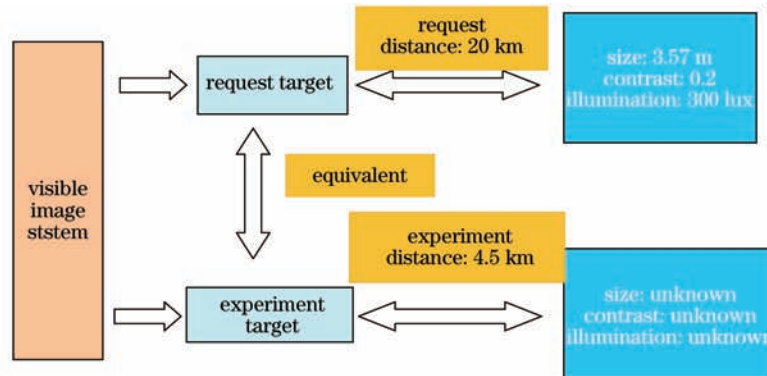 request
distance: 20 km
size: 3.57 m
contrast: 0.2
illumination: 300 lux
request target
equivalent
visible
image
ststem
experiment
distance: 4.5 km
experiment
target
size: unknown
contrast: unknown
illumination: unknown